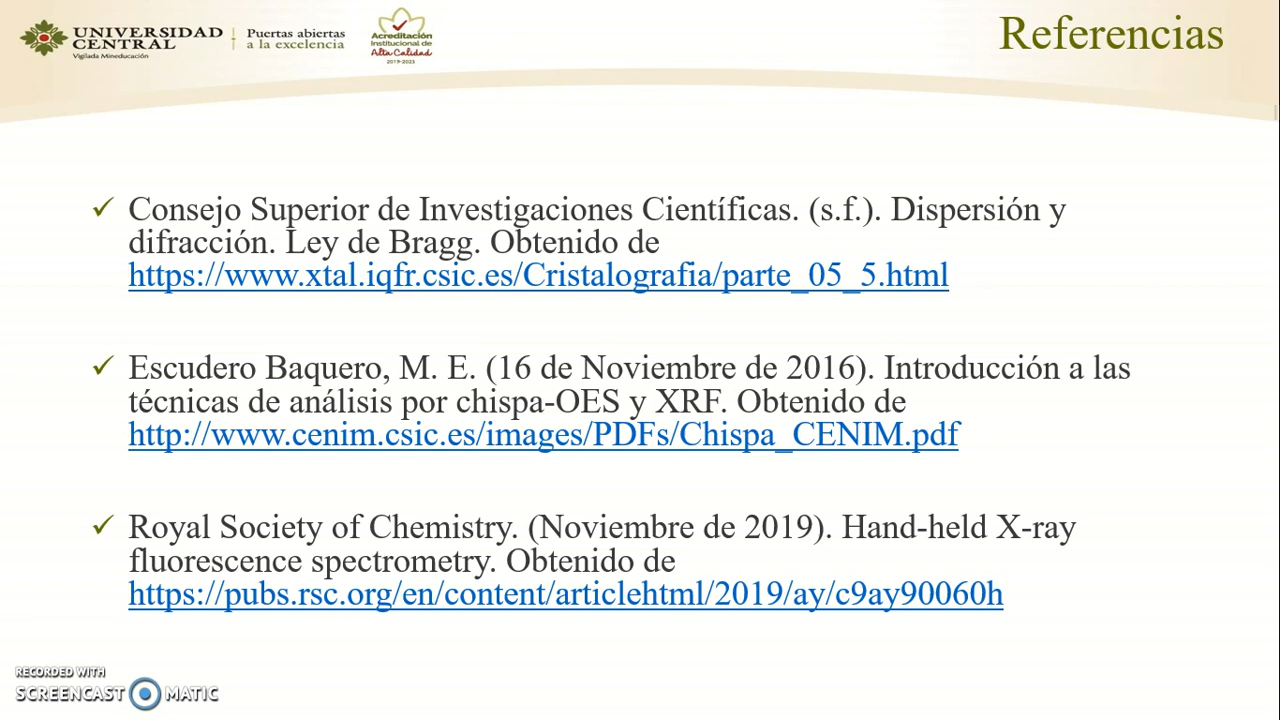 UNIVERSIDAD
CENTRAL
Vigilada Mineducación
Puertas abiertas
a la excelencia
Acreditación
Institucional de
Alta Calidad
2019-2023
Referencias
Consejo Superior de Investigaciones Científicas. (s.f.). Dispersión y
difracción. Ley de Bragg. Obtenido de
https://www.xtal.iqfr.csic.es/Cristalografia/parte_05_5.html
Escudero Baquero, M. E. (16 de Noviembre de 2016). Introducción a las
técnicas de análisis por chispa-OES y XRF. Obtenido de
http://www.cenim.csic.es/images/PDFs/Chispa_CENIM.pdf
Royal Society of Chemistry. (Noviembre de 2019). Hand-held X-ray
fluorescence spectrometry. Obtenido de
https://pubs.rsc.org/en/content/articlehtml/2019/ay/c9ay90060h
RECORDED WITH
SCREENCAST MATIC